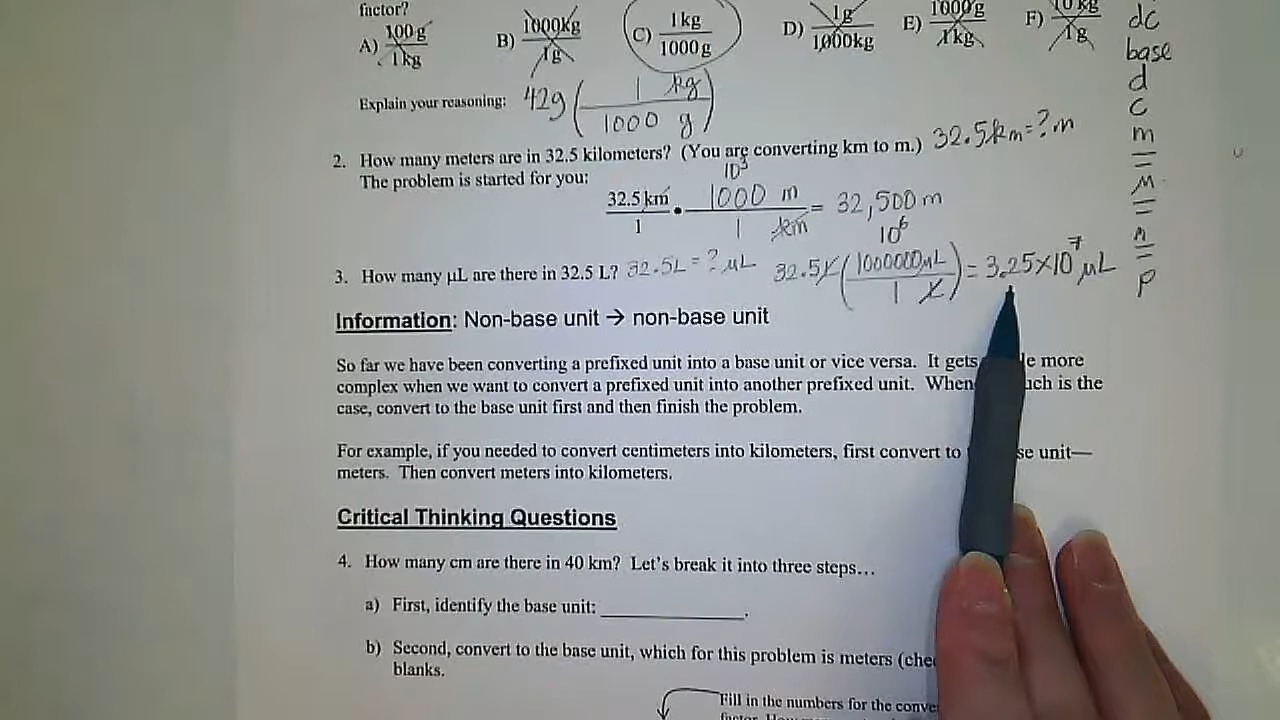 factor?
A) 100 g / 1 kg B) 1000kg / 1g C) 1 kg / 1000 g D) 1g / 1000kg E) 1000 g / 1 kg F) 10 kg / 1g
dc
base
d
c
m
μ
n
p
Explain your reasoning: 42g ( 1 kg / 1000 g )
2. How many meters are in 32.5 kilometers? (You are converting km to m.) 32.5km=?m
The problem is started for you:
10³
32.5 km / 1 • 1000 m / 1 km = 32,500 m
10⁶
3. How many μL are there in 32.5 L? 32.5L = ? μL 32.5L ( 1000000μL / 1 L ) = 3.25×10⁷ μL
Information: Non-base unit → non-base unit
So far we have been converting a prefixed unit into a base unit or vice versa. It gets more
complex when we want to convert a prefixed unit into another prefixed unit. When is the
case, convert to the base unit first and then finish the problem.
For example, if you needed to convert centimeters into kilometers, first convert to unit—
meters. Then convert meters into kilometers.
Critical Thinking Questions
4. How many cm are there in 40 km? Let's break it into three steps…
a) First, identify the base unit: ______________.
b) Second, convert to the base unit, which for this problem is meters
blanks.
Fill in the numbers for the